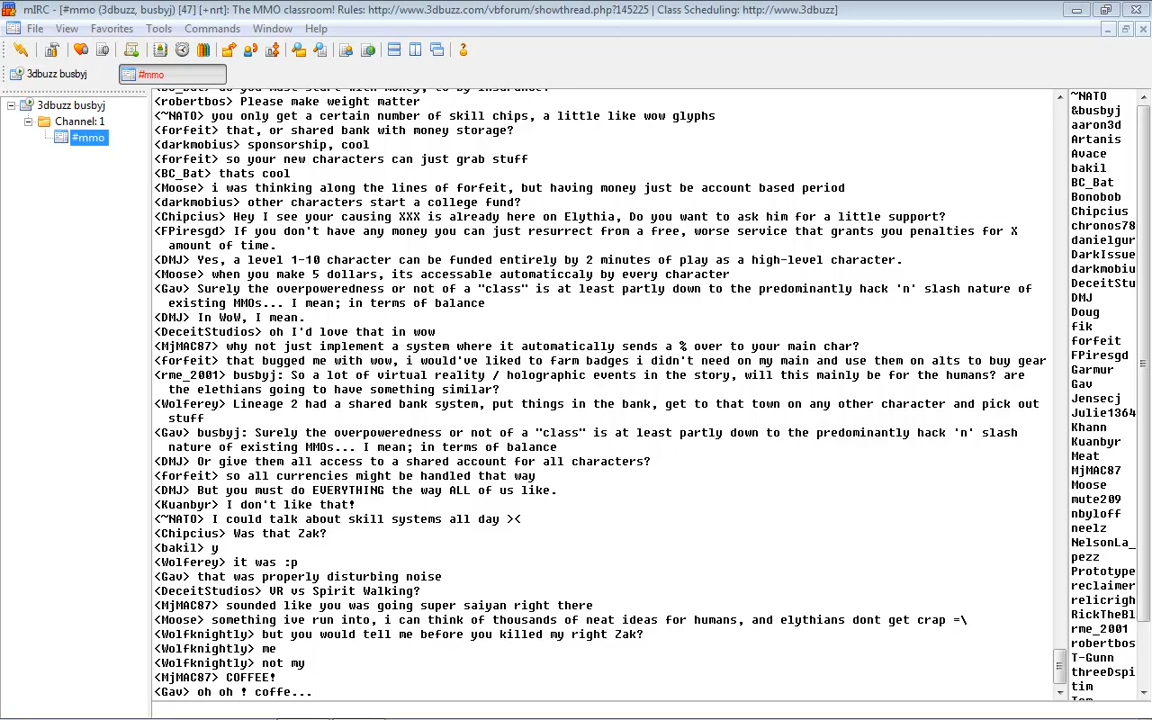 mIRC - [#mmo (3dbuzz, busbyj) [47] [+nrt]: The MMO classroom! Rules: http://www.3dbuzz.com/vbforum/showthread.php?145225 | Class Scheduling: http://www.3dbuzz]
File View Favorites Tools Commands Window Help
3dbuzz busbyj #mmo
3dbuzz busbyj
Channel: 1
#mmo
<robertbos> Please make weight matter
<~NATO> you only get a certain number of skill chips, a little like wow glyphs
<forfeit> that, or shared bank with money storage?
<darkmobius> sponsorship, cool
<forfeit> so your new characters can just grab stuff
<BC_Bat> thats cool
<Moose> i was thinking along the lines of forfeit, but having money just be account based period
<darkmobius> other characters start a college fund?
<Chipcius> Hey I see your causing XXX is already here on Elythia, Do you want to ask him for a little support?
<FPiresgd> If you don't have any money you can just resurrect from a free, worse service that grants you penalties for X
amount of time.
<DMJ> Yes, a level 1-10 character can be funded entirely by 2 minutes of play as a high-level character.
<Moose> when you make 5 dollars, its accessable automaticcaly by every character
<Gav> Surely the overpoweredness or not of a "class" is at least partly down to the predominantly hack 'n' slash nature of
existing MMOs... I mean; in terms of balance
<DMJ> In WoW, I mean.
<DeceitStudios> oh I'd love that in wow
<MjMAC87> why not just implement a system where it automatically sends a % over to your main char?
<forfeit> that bugged me with wow, i would've liked to farm badges i didn't need on my main and use them on alts to buy gear
<rme_2001> busbyj: So a lot of virtual reality / holographic events in the story, will this mainly be for the humans? are
the elethians going to have something similar?
<Wolferey> Lineage 2 had a shared bank system, put things in the bank, get to that town on any other character and pick out
stuff
<Gav> busbyj: Surely the overpoweredness or not of a "class" is at least partly down to the predominantly hack 'n' slash
nature of existing MMOs... I mean; in terms of balance
<DMJ> Or give them all access to a shared account for all characters?
<forfeit> so all currencies might be handled that way
<DMJ> But you must do EVERYTHING the way ALL of us like.
<Kuanbyr> I don't like that!
<~NATO> I could talk about skill systems all day ><
<Chipcius> Was that Zak?
<bakil> y
<Wolferey> it was :p
<Gav> that was properly disturbing noise
<DeceitStudios> VR vs Spirit Walking?
<MjMAC87> sounded like you was going super saiyan right there
<Moose> something ive run into, i can think of thousands of neat ideas for humans, and elythians dont get crap =\
<Wolfknightly> but you would tell me before you killed my right Zak?
<Wolfknightly> me
<Wolfknightly> not my
<MjMAC87> COFFEE!
<Gav> oh oh ! coffe...
~NATO
&busbyj
aaron3d
Artanis
Avace
bakil
BC_Bat
Bonobob
Chipcius
chronos78
danielgur
DarkIssue
darkmobiu
DeceitStu
DMJ
Doug
fik
forfeit
FPiresgd
Garmur
Gav
Jensecj
Julie1364
Khann
Kuanbyr
Meat
MjMAC87
Moose
mute209
nbyloff
neelz
NelsonLa_
pezz
Prototype
reclaimer
relicrigh
RickTheBl
rme_2001
robertbos
T-Gunn
threeDspi
tim